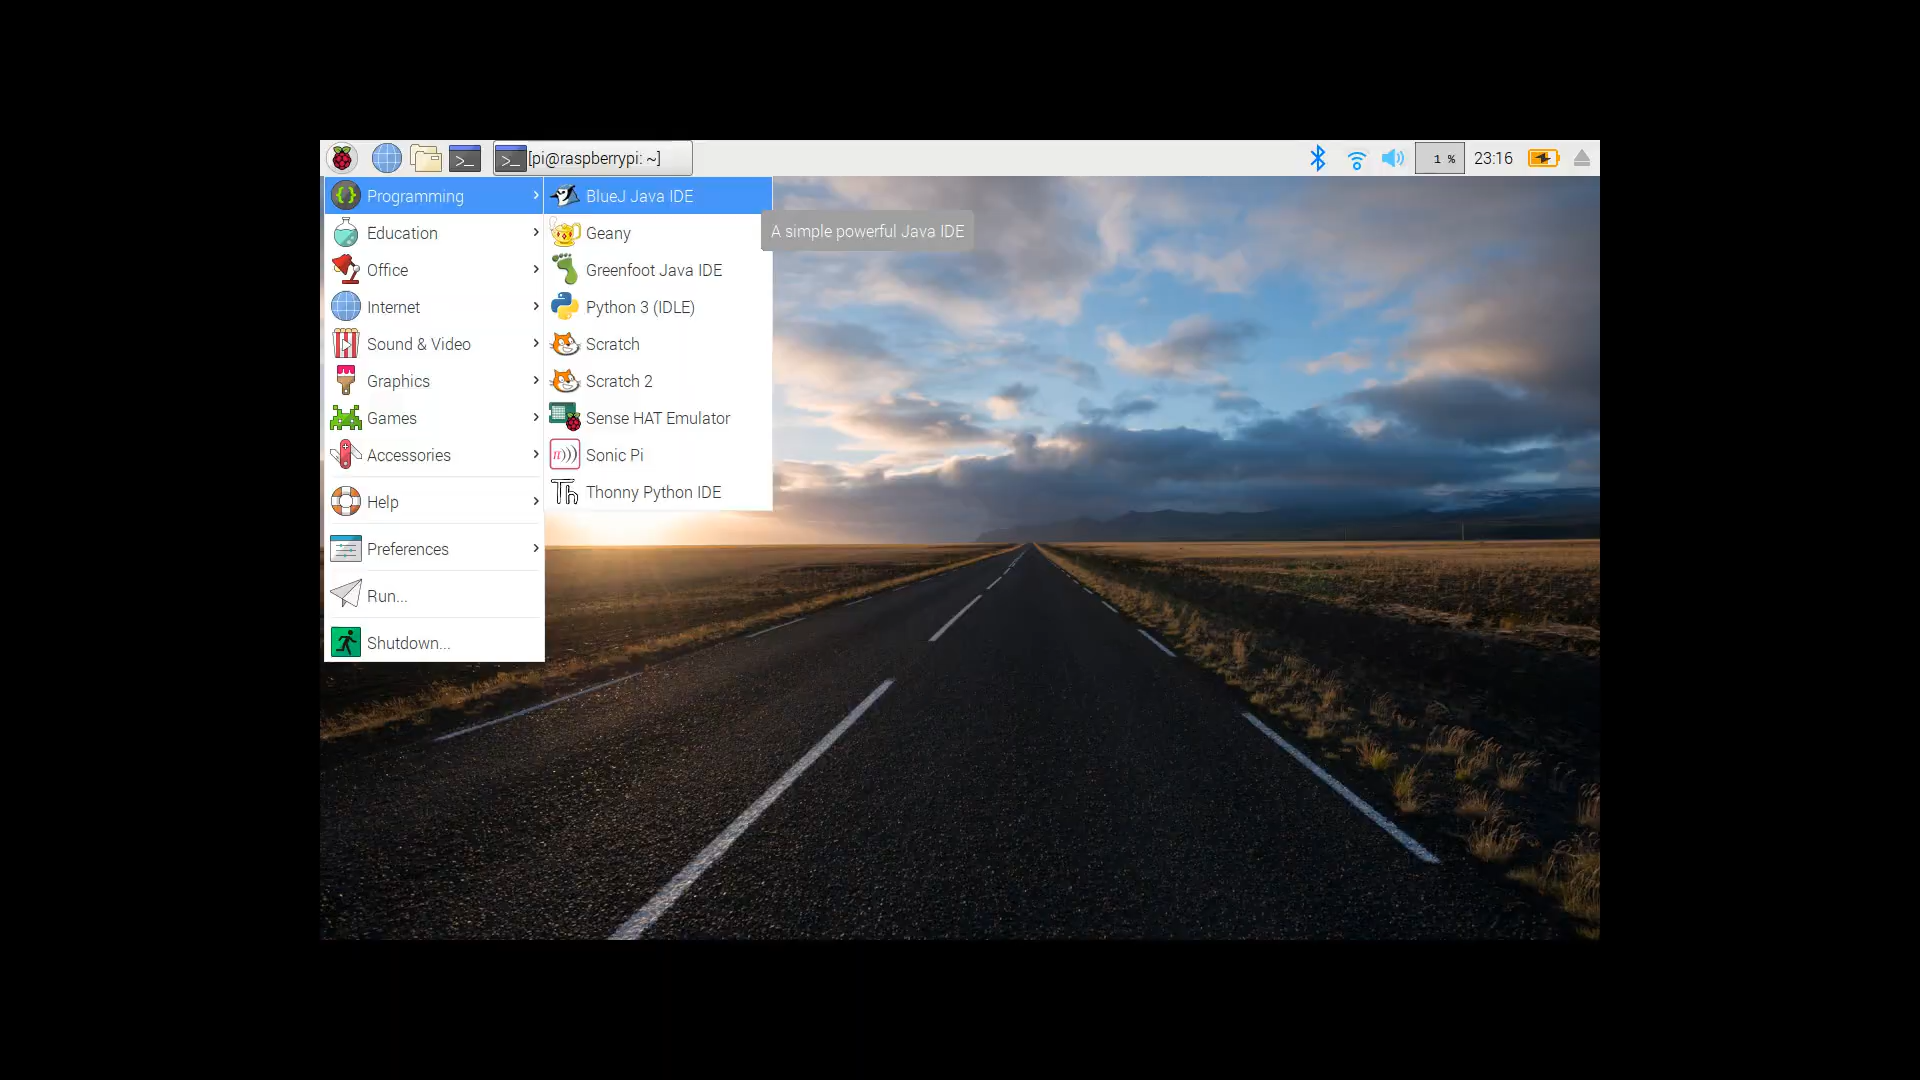 [pi@raspberrypi: ~]
1 %
23:16
Programming
Education
Office
Internet
Sound & Video
Graphics
Games
Accessories
Help
Preferences
Run...
Shutdown...
BlueJ Java IDE
Geany
Greenfoot Java IDE
Python 3 (IDLE)
Scratch
Scratch 2
Sense HAT Emulator
Sonic Pi
Thonny Python IDE
A simple powerful Java IDE